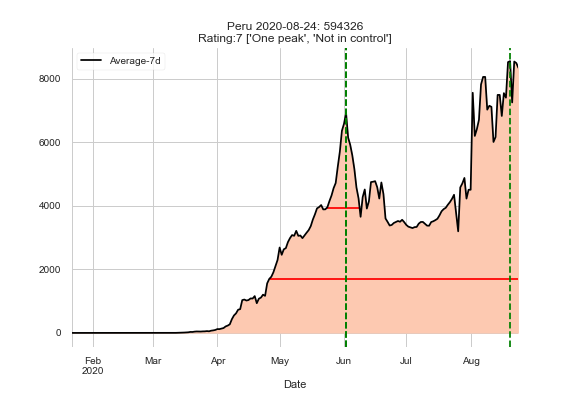 Peru 2020-08-24: 594326
Rating:7 ['One peak', 'Not in control']
Average-7d
8000
6000
4000
2000
0
Feb
2020
Mar
Apr
May
Jun
Jul
Aug
Date